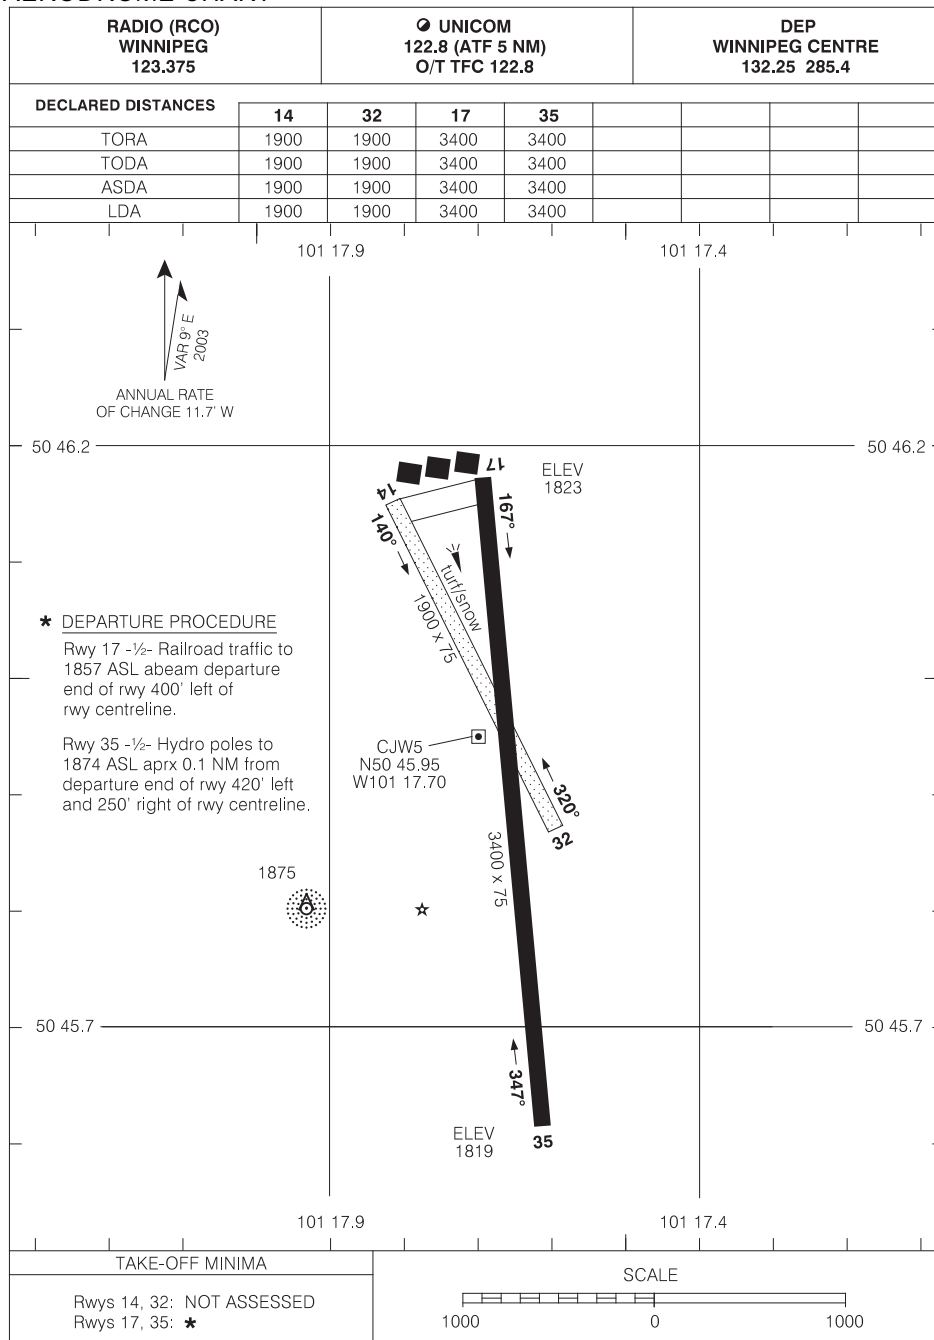 RADIO (RCO)
WINNIPEG
123.375
UNICOM
122.8 (ATF 5 NM)
O/T TFC 122.8
DEP
WINNIPEG CENTRE
132.25 285.4
DECLARED DISTANCES 14 32 17 35
TORA 1900 1900 3400 3400
TODA 1900 1900 3400 3400
ASDA 1900 1900 3400 3400
LDA 1900 1900 3400 3400
101 17.9 101 17.4
VAR 9° E
2003
ANNUAL RATE
OF CHANGE 11.7' W
50 46.2 50 46.2
17
ELEV
1823
14
140°
167°
turf/snow
1900 x 75
* DEPARTURE PROCEDURE
Rwy 17 -½- Railroad traffic to
1857 ASL abeam departure
end of rwy 400' left of
rwy centreline.
Rwy 35 -½- Hydro poles to
1874 ASL aprx 0.1 NM from
departure end of rwy 420' left
and 250' right of rwy centreline.
CJW5
N50 45.95
W101 17.70
320°
32
3400 x 75
1875
50 45.7 50 45.7
347°
ELEV
1819
35
101 17.9 101 17.4
TAKE-OFF MINIMA
Rwys 14, 32: NOT ASSESSED
Rwys 17, 35: *
SCALE
1000 0 1000